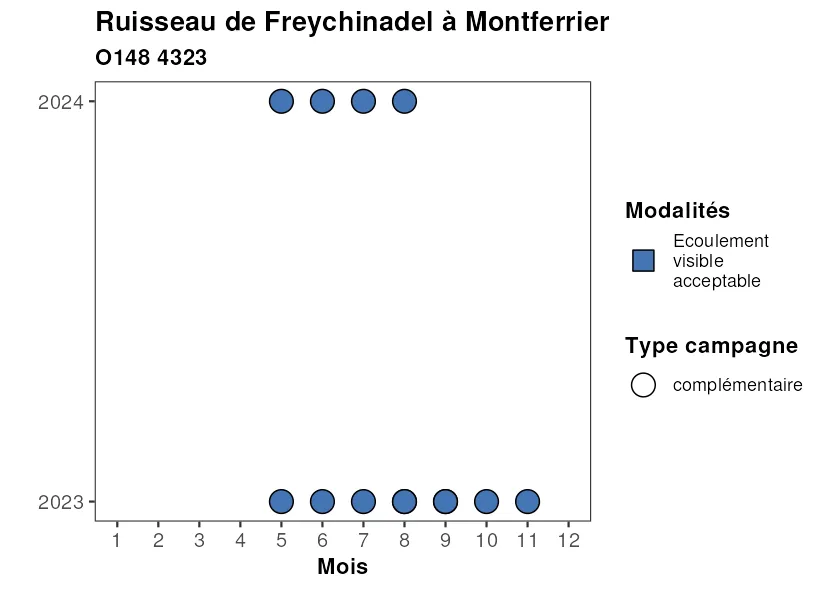 Ruisseau de Freychinadel à Montferrier
O148 4323
2024
2023
1 2 3 4 5 6 7 8 9 10 11 12
Mois
Modalités
Ecoulement
visible
acceptable
Type campagne
complémentaire